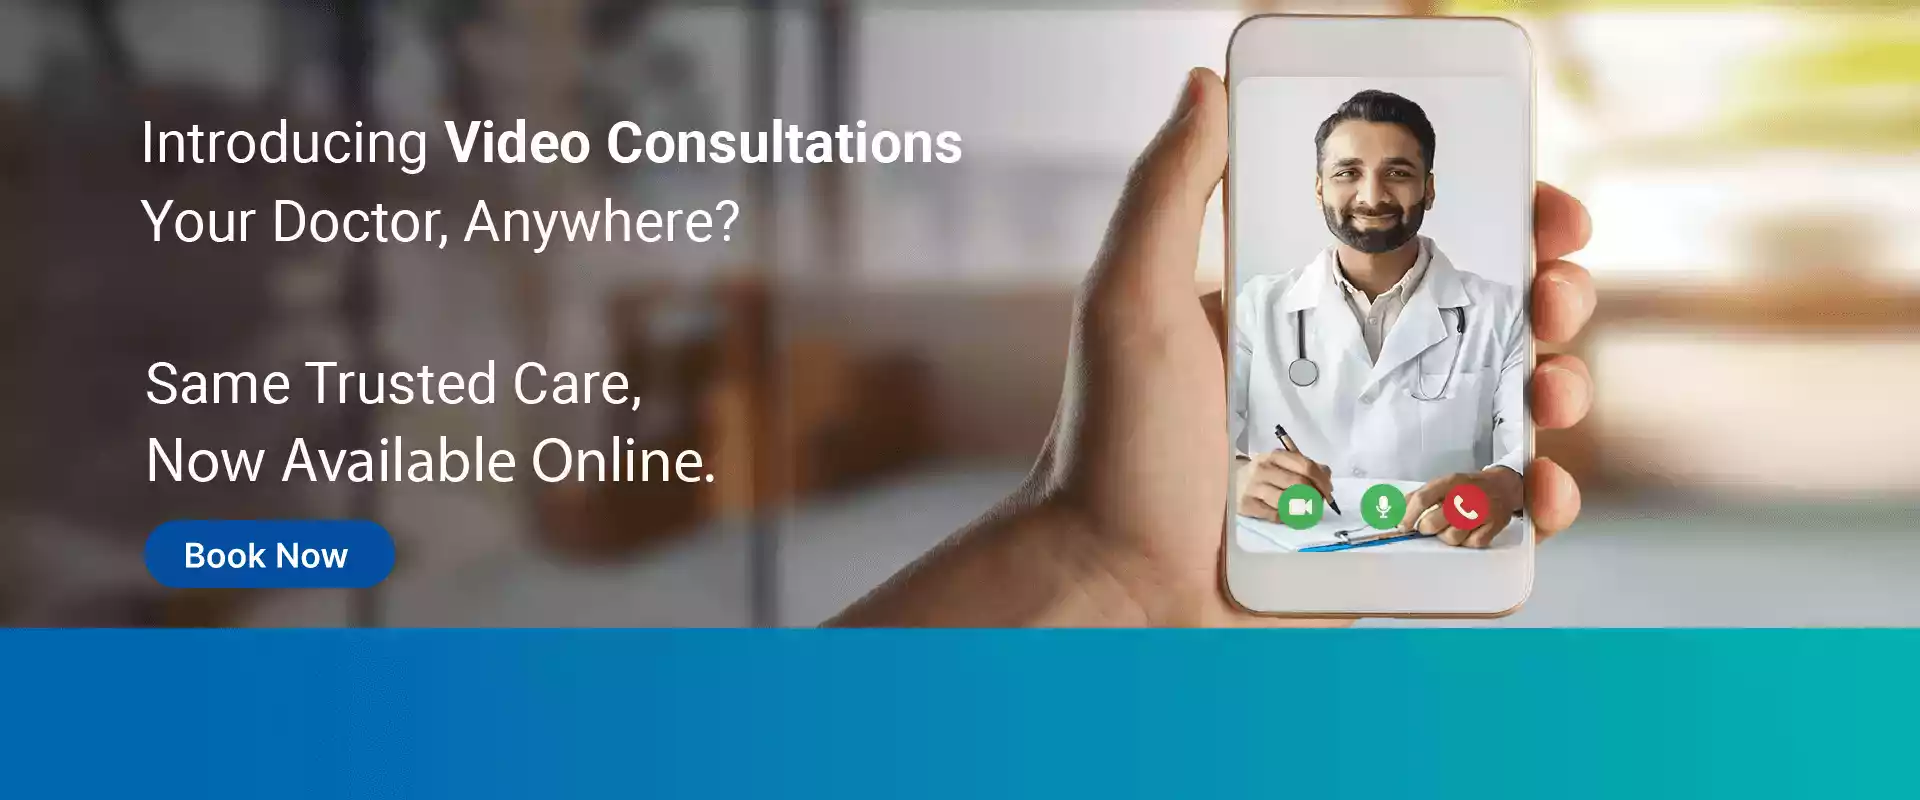 Introducing Video Consultations
Your Doctor, Anywhere?
Same Trusted Care,
Now Available Online.
Book Now